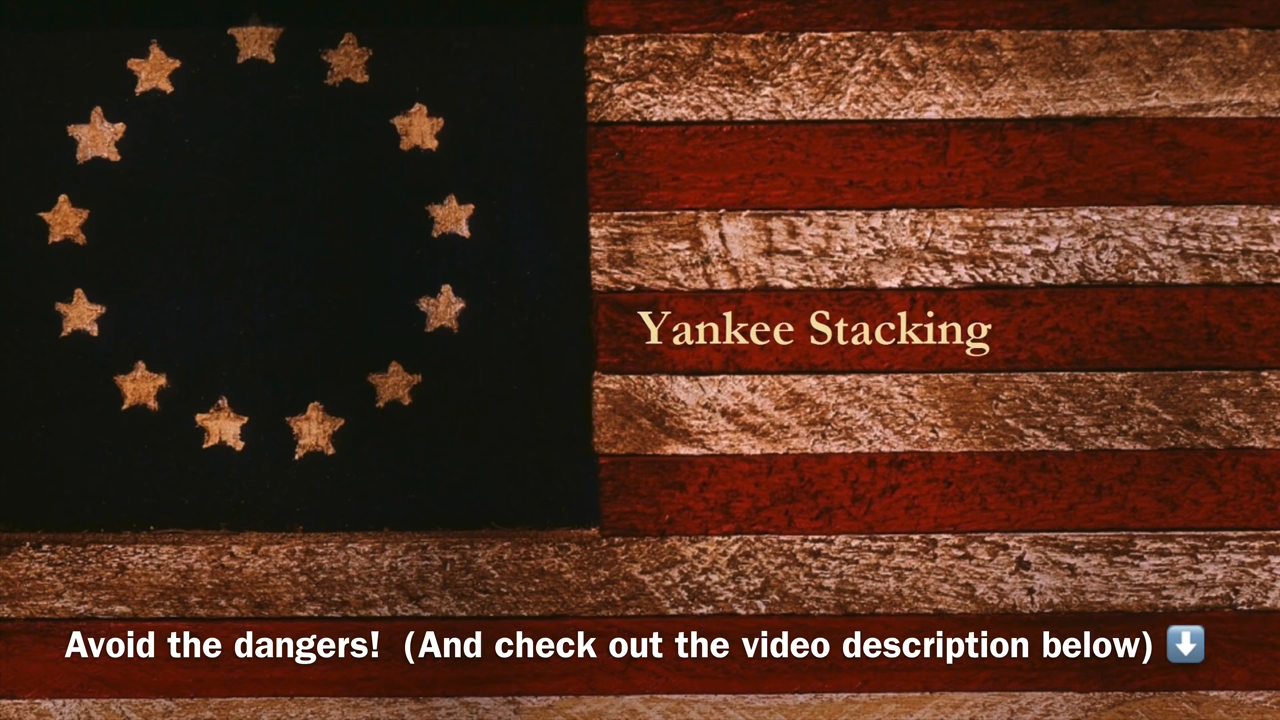 Yankee Stacking
Avoid the dangers!  (And check out the video description below) ⬇️